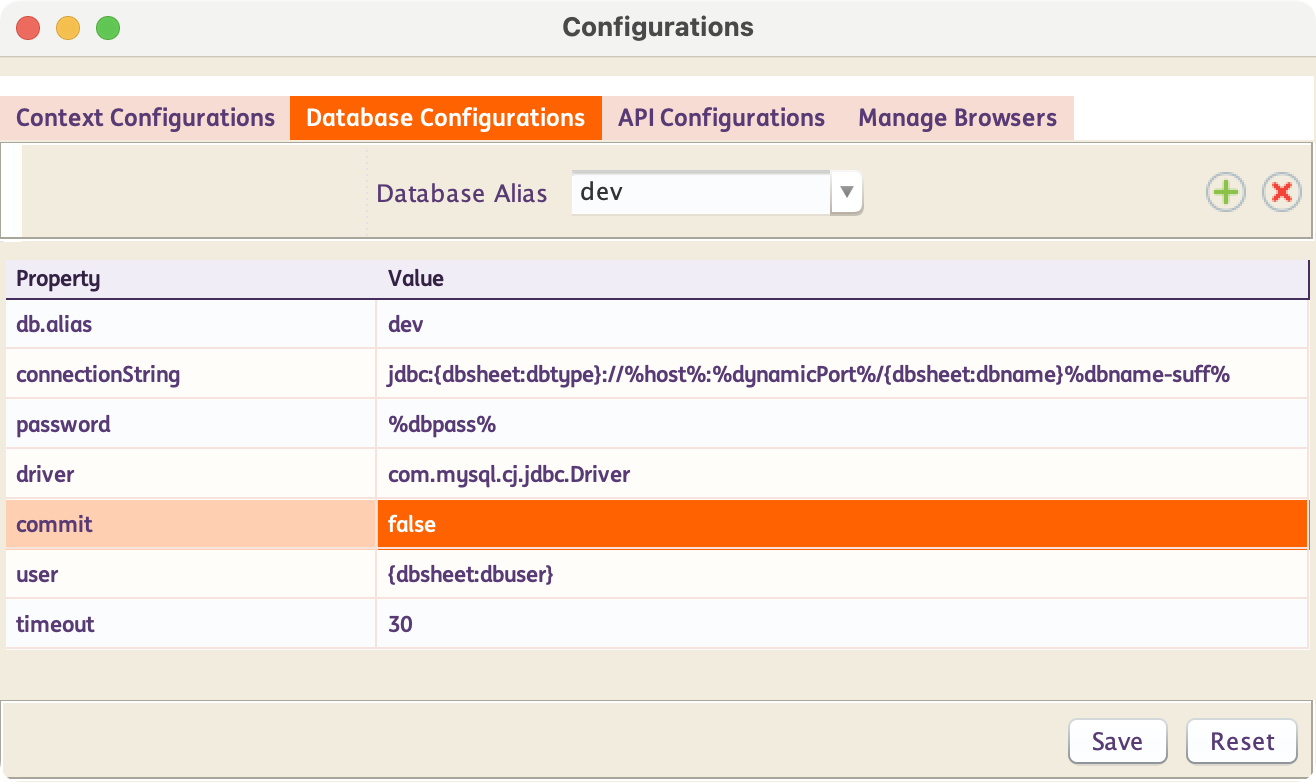 Configurations
Context Configurations Database Configurations API Configurations Manage Browsers
Database Alias dev
Property Value
db.alias dev
connectionString jdbc:{dbsheet:dbtype}://%host%:%dynamicPort%/{dbsheet:dbname}%dbname-suff%
password %dbpass%
driver com.mysql.cj.jdbc.Driver
commit false
user {dbsheet:dbuser}
timeout 30
Save Reset